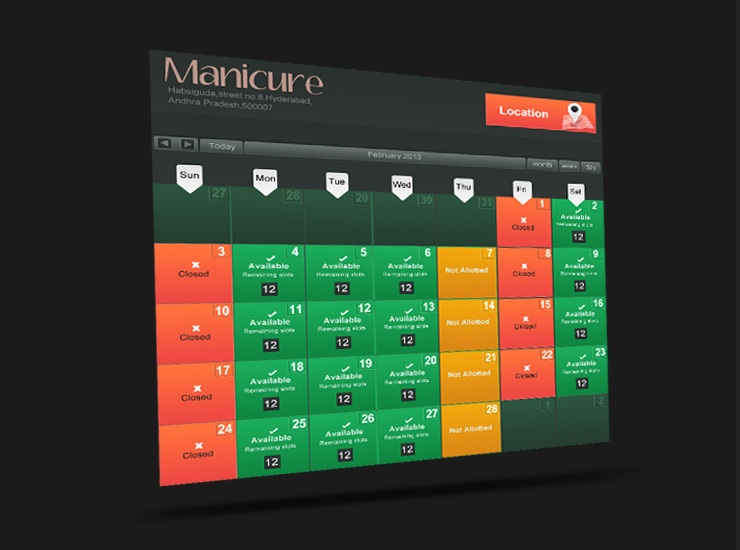 Manicure
Habsiguda,street no 8,Hyderabad,
Andhra Pradesh,500007
Location
Today
February 2013
month week day
Sun Mon Tue Wed Thu Fri Sat
27 28 29 30 31 1 2
Closed Available
Remaining slots
12
3 4 5 6 7 8 9
Closed Available Available Available Not Allotted Closed Available
Remaining slots Remaining slots Remaining slots Remaining slots
12 12 12 12
10 11 12 13 14 15 16
Closed Available Available Available Not Allotted Closed Available
Remaining slots Remaining slots Remaining slots Remaining slots
12 12 12 12
17 18 19 20 21 22 23
Closed Available Available Available Not Allotted Closed Available
Remaining slots Remaining slots Remaining slots Remaining slots
12 12 12 12
24 25 26 27 28 1 2
Closed Available Available Available Not Allotted
Remaining slots Remaining slots Remaining slots
12 12 12